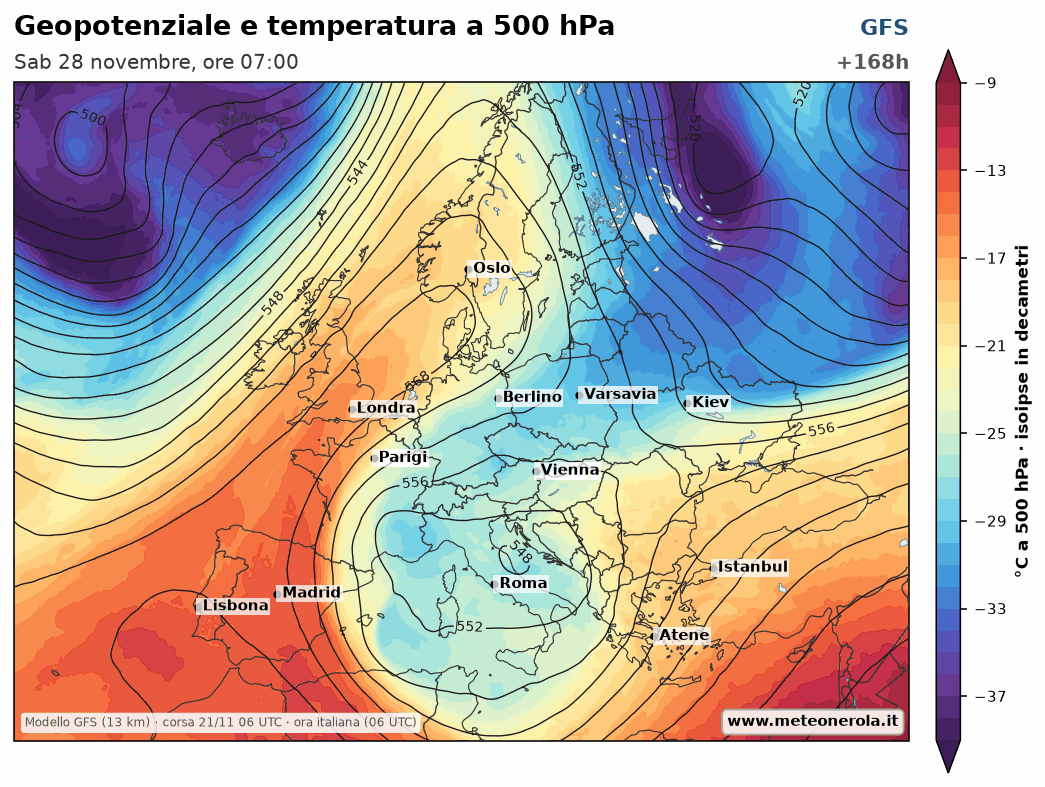 Geopotenziale e temperatura a 500 hPa
GFS
Sab 28 novembre, ore 07:00
+168h
500
520
520
544
552
548
568
556
556
548
552
Oslo
Berlino
Varsavia
Kiev
Londra
Parigi
Vienna
Istanbul
Roma
Madrid
Lisbona
Atene
Modello GFS (13 km) · corsa 21/11 06 UTC · ora italiana (06 UTC)
www.meteonerola.it
−9
−13
−17
−21
−25
−29
−33
−37
°C a 500 hPa · isoipse in decametri